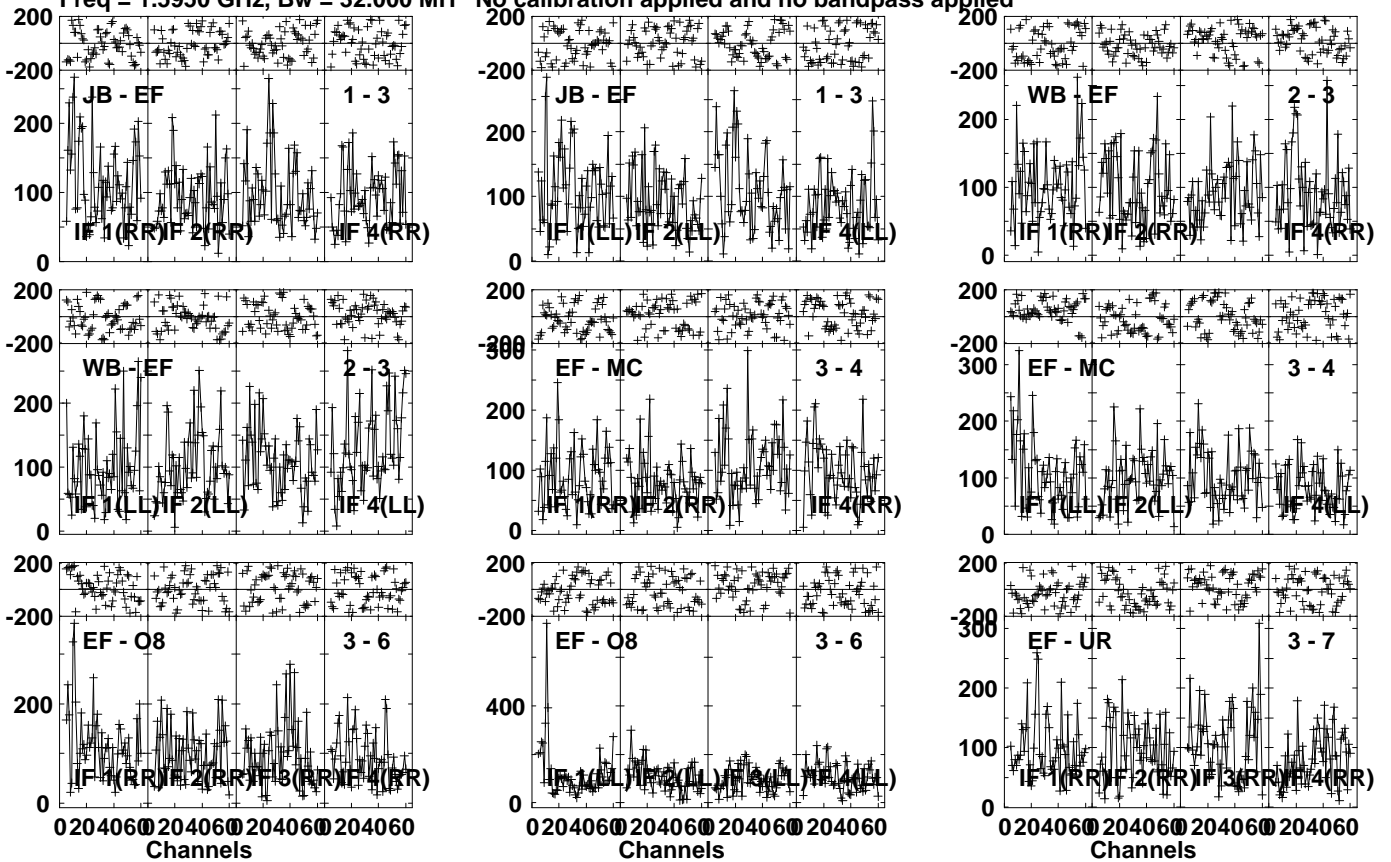 Freq = 1.5950 GHz, Bw = 32.000 MH No calibration applied and no bandpass applied
200 200 200
-200 -200 -200
JB - EF 1 - 3 JB - EF 1 - 3 WB - EF 2 - 3
200 200 200
100 100 100
IF 1(RR) IF 2(RR) IF 4(RR) IF 1(LL) IF 2(LL) IF 4(LL) IF 1(RR) IF 2(RR) IF 4(RR)
0 0 0
200 200 200
-200 -200 -200
300
WB - EF 2 - 3 EF - MC 3 - 4 EF - MC 3 - 4
300
200 200 200
100 100 100
IF 1(LL) IF 2(LL) IF 4(LL) IF 1(RR) IF 2(RR) IF 4(RR) IF 1(LL) IF 2(LL) IF 4(LL)
0 0 0
200 200 200
-200 -200 -200
300
EF - O8 3 - 6 EF - O8 3 - 6 EF - UR 3 - 7
200 400 200
100
IF 1(RR) IF 2(RR) IF 3(RR) IF 4(RR) IF 1(LL) IF 2(LL) IF 3(LL) IF 4(LL) IF 1(RR) IF 2(RR) IF 3(RR) IF 4(RR)
0 0 0
0 20 40 60 0 20 40 60 0 20 40 60 0 20 40 60 0 20 40 60 0 20 40 60 0 20 40 60 0 20 40 60 0 20 40 60 0 20 40 60 0 20 40 60 0 20 40 60
Channels Channels Channels